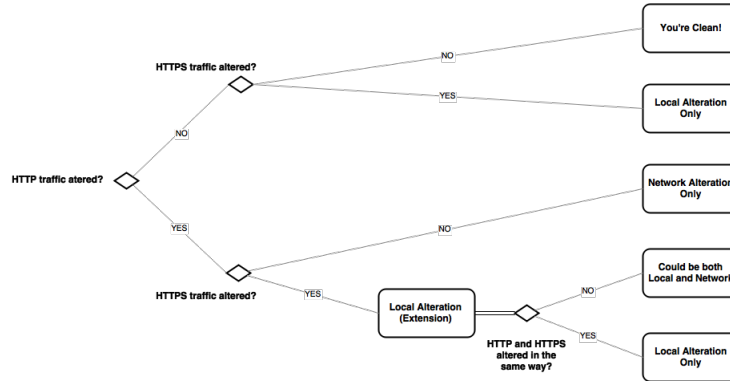 You're Clean!
NO
HTTPS traffic altered?
YES
Local Alteration
Only
NO
HTTP traffic atered?
Network Alteration
Only
YES
NO
HTTPS traffic altered?
YES
Could be both
Local and Network
NO
Local Alteration
(Extension)
HTTP and HTTPS
altered in the
same way?
YES
Local Alteration
Only